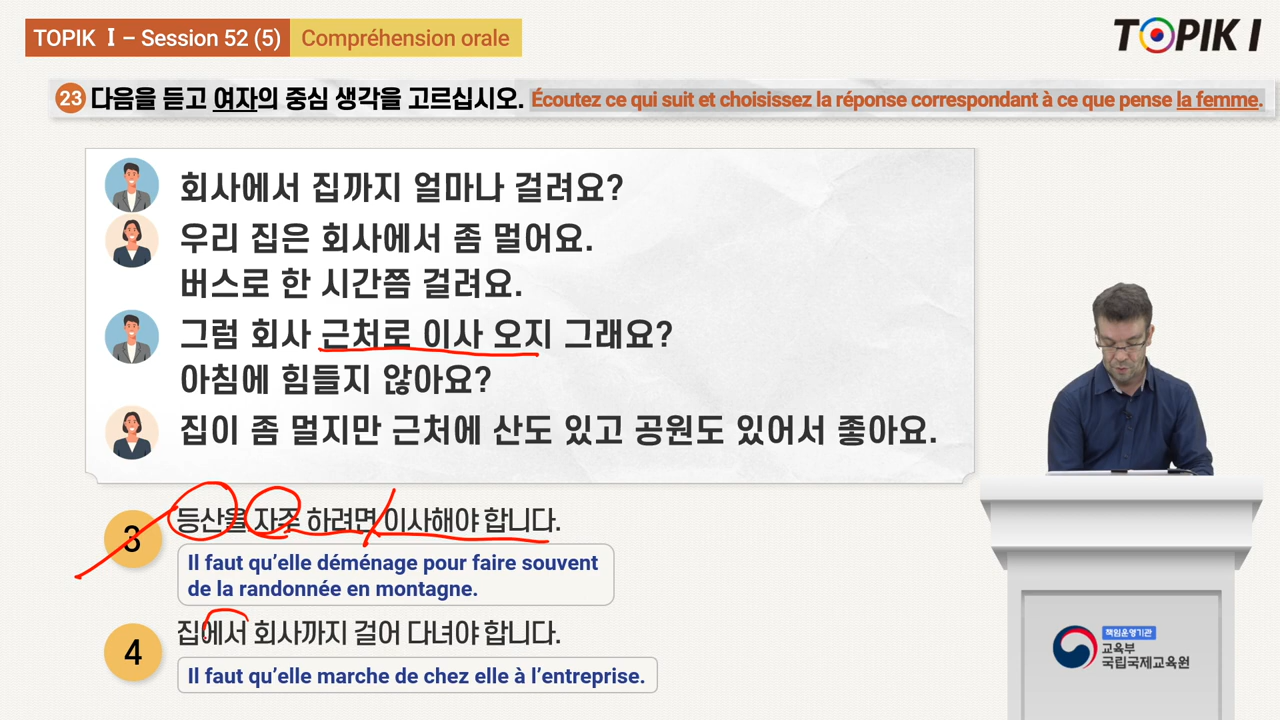 TOPIK Ⅰ – Session 52 (5) Compréhension orale
TOPIK I
23 다음을 듣고 여자의 중심 생각을 고르십시오. Écoutez ce qui suit et choisissez la réponse correspondant à ce que pense la femme.
회사에서 집까지 얼마나 걸려요?
우리 집은 회사에서 좀 멀어요.
버스로 한 시간쯤 걸려요.
그럼 회사 근처로 이사 오지 그래요?
아침에 힘들지 않아요?
집이 좀 멀지만 근처에 산도 있고 공원도 있어서 좋아요.
3 등산을 자주 하려면 이사해야 합니다.
Il faut qu’elle déménage pour faire souvent
de la randonnée en montagne.
4 집에서 회사까지 걸어 다녀야 합니다.
Il faut qu’elle marche de chez elle à l’entreprise.
책임운영기관
교육부
국립국제교육원